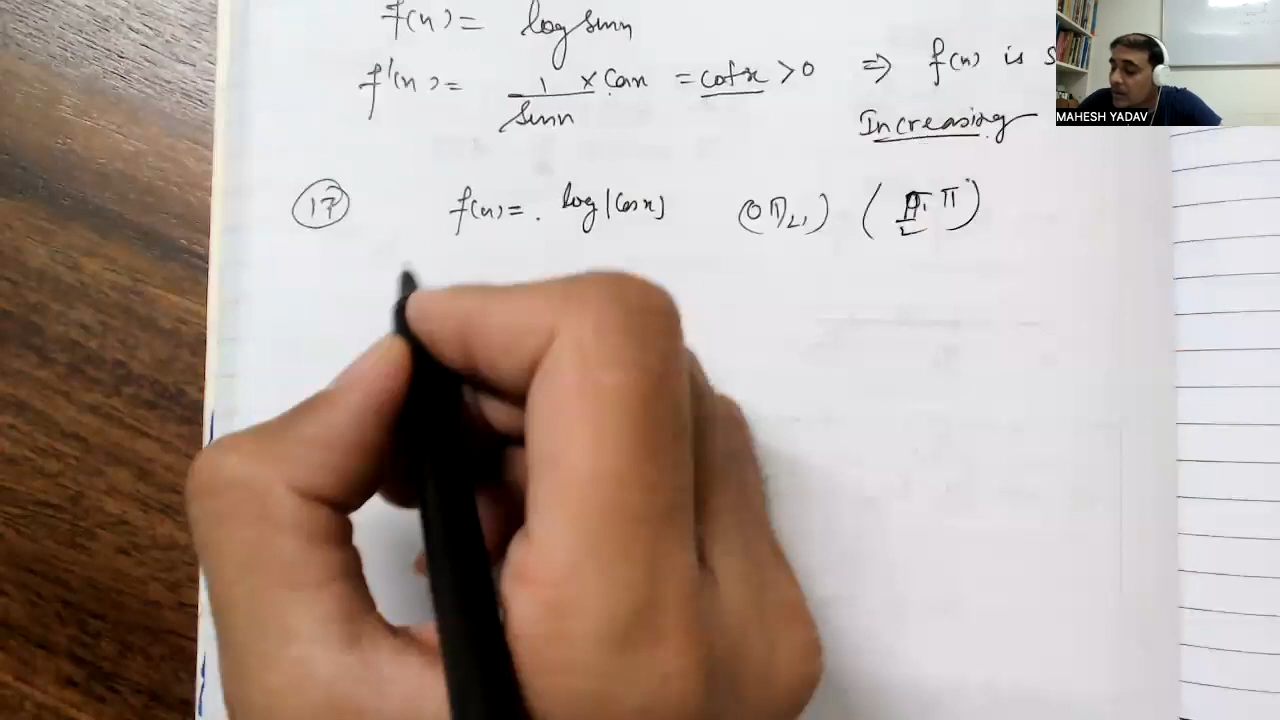 f(x) = log sinx
f'(x) = 1/sinx × cosx = cotx > 0 ⇒ f(x) is s
Increasing
MAHESH YADAV
17 f(x) = . log|cosx| (0 π/2) (π/2, π)